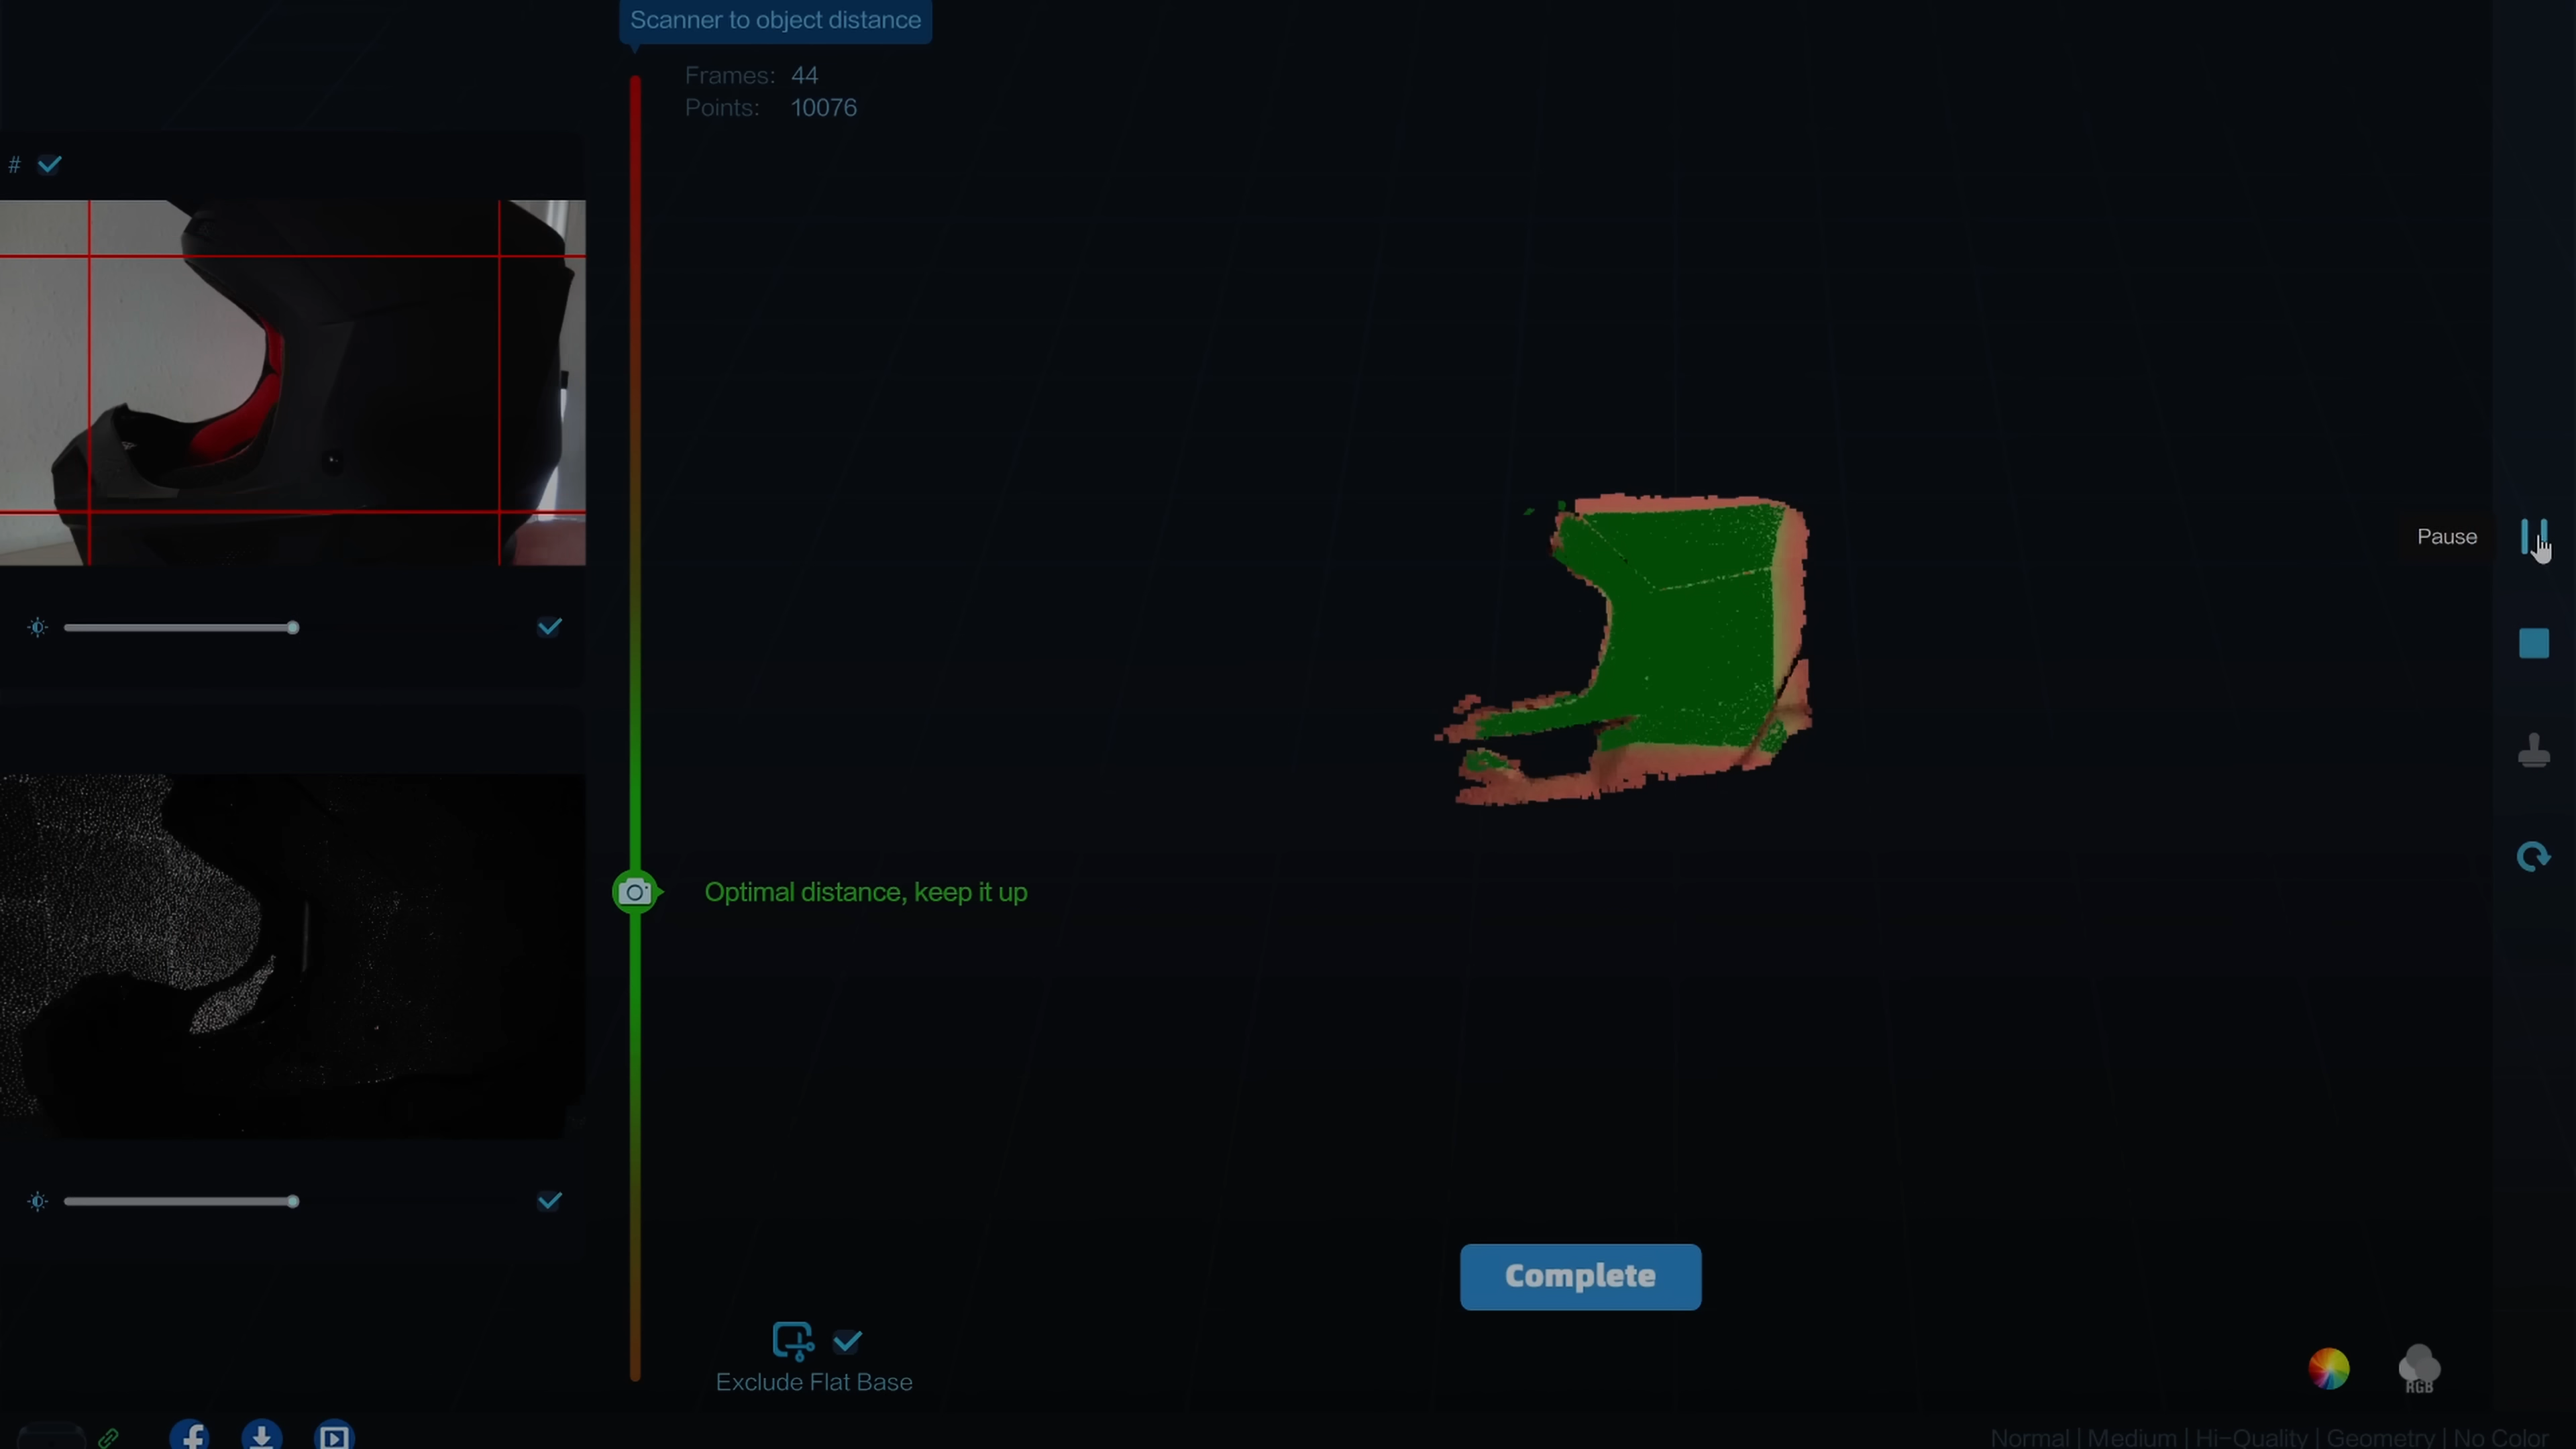 Scanner to object distance
Frames: 44
Points: 10076
#
Pause
Optimal distance, keep it up
Complete
Exclude Flat Base
RGB
Normal | Medium | Hi-Quality | Geometry | No Color